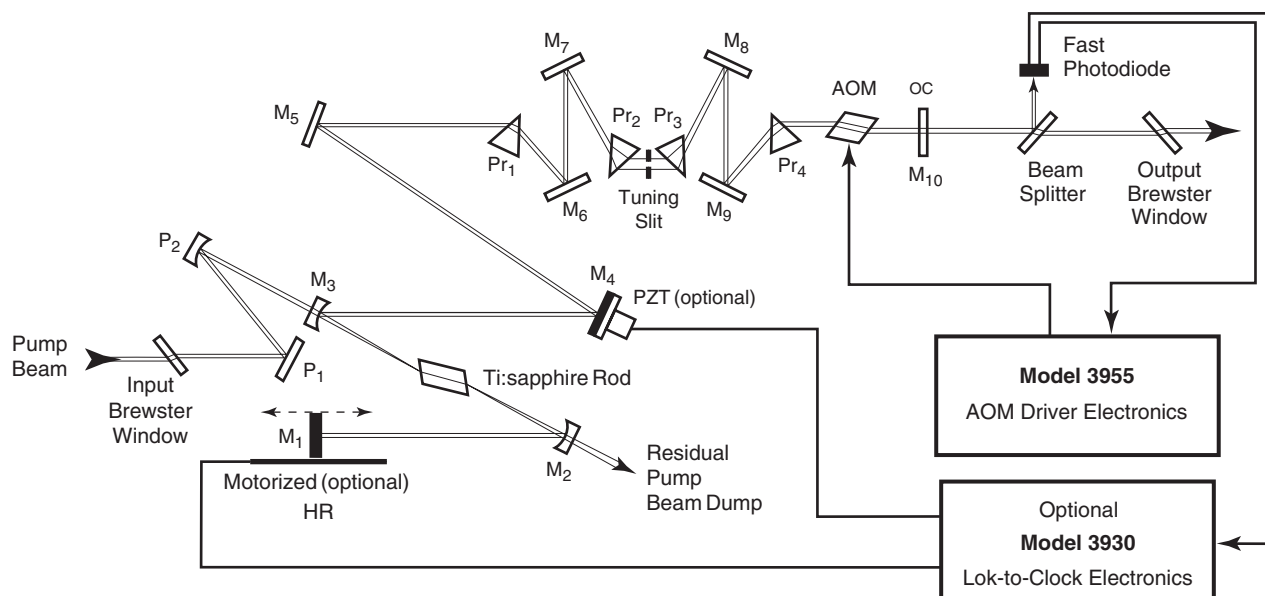 M7
M8
Fast
Photodiode
AOM
OC
Pr2
Pr3
M5
Pr1
Pr4
M10
Beam
Splitter
Output
Brewster
Window
M6
Tuning
Slit
M9
P2
M3
M4
PZT (optional)
Pump
Beam
P1
Input
Brewster
Window
Ti:sapphire Rod
Model 3955
AOM Driver Electronics
M1
M2
Residual
Pump
Beam Dump
Motorized (optional)
HR
Optional
Model 3930
Lok-to-Clock Electronics